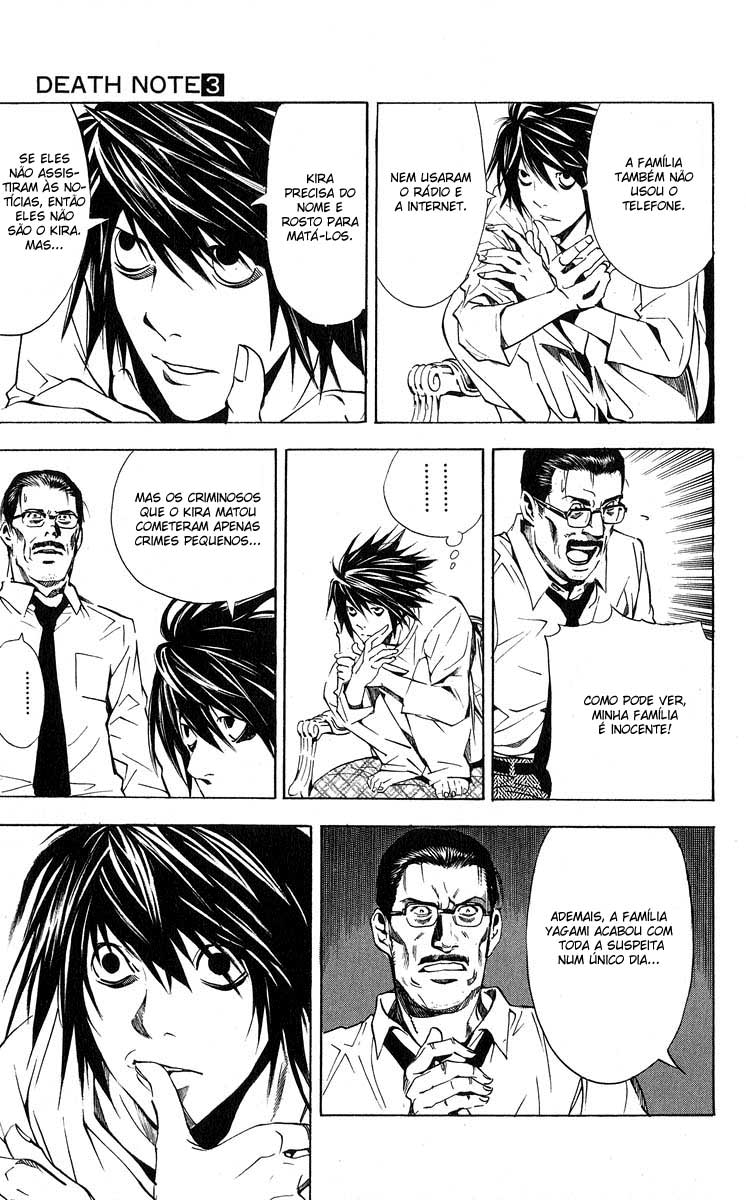 DEATH NOTE 3
A FAMÍLIA
TAMBÉM NÃO
USOU O
TELEFONE.
NEM USARAM
O RÁDIO E
A INTERNET.
KIRA
PRECISA DO
NOME E
ROSTO PARA
MATÁ-LOS.
SE ELES
NÃO ASSIS-
TIRAM ÀS NO-
TÍCIAS, ENTÃO
ELES NÃO
SÃO O KIRA.
MAS...
COMO PODE VER,
MINHA FAMÍLIA
É INOCENTE!
MAS OS CRIMINOSOS
QUE O KIRA MATOU
COMETERAM APENAS
CRIMES PEQUENOS...
ADEMAIS, A FAMÍLIA
YAGAMI ACABOU COM
TODA A SUSPEITA
NUM ÚNICO DIA...